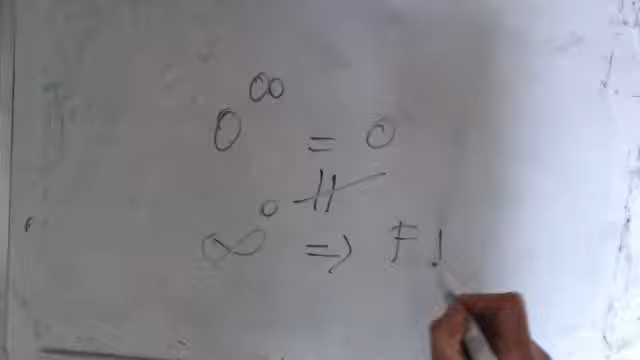 0^∞ = 0
∦
∞^0 => F!